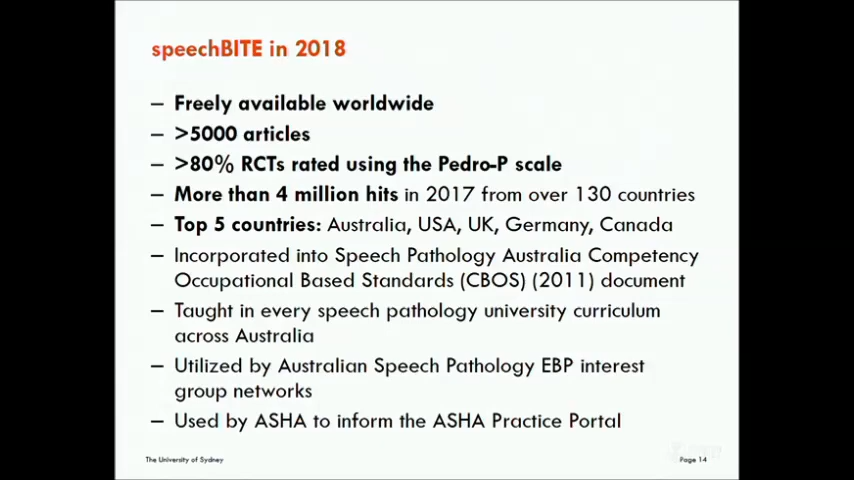 speechBITE in 2018
– Freely available worldwide
– >5000 articles
– >80% RCTs rated using the Pedro-P scale
– More than 4 million hits in 2017 from over 130 countries
– Top 5 countries: Australia, USA, UK, Germany, Canada
– Incorporated into Speech Pathology Australia Competency
Occupational Based Standards (CBOS) (2011) document
– Taught in every speech pathology university curriculum
across Australia
– Utilized by Australian Speech Pathology EBP interest
group networks
– Used by ASHA to inform the ASHA Practice Portal
The University of Sydney
Page 14